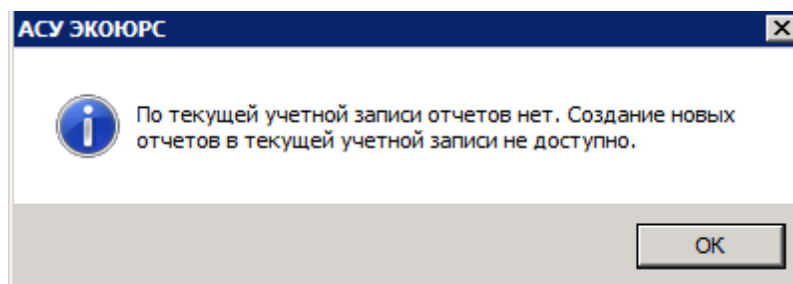 АСУ ЭКОЮРС
По текущей учетной записи отчетов нет. Создание новых
отчетов в текущей учетной записи не доступно.
OK